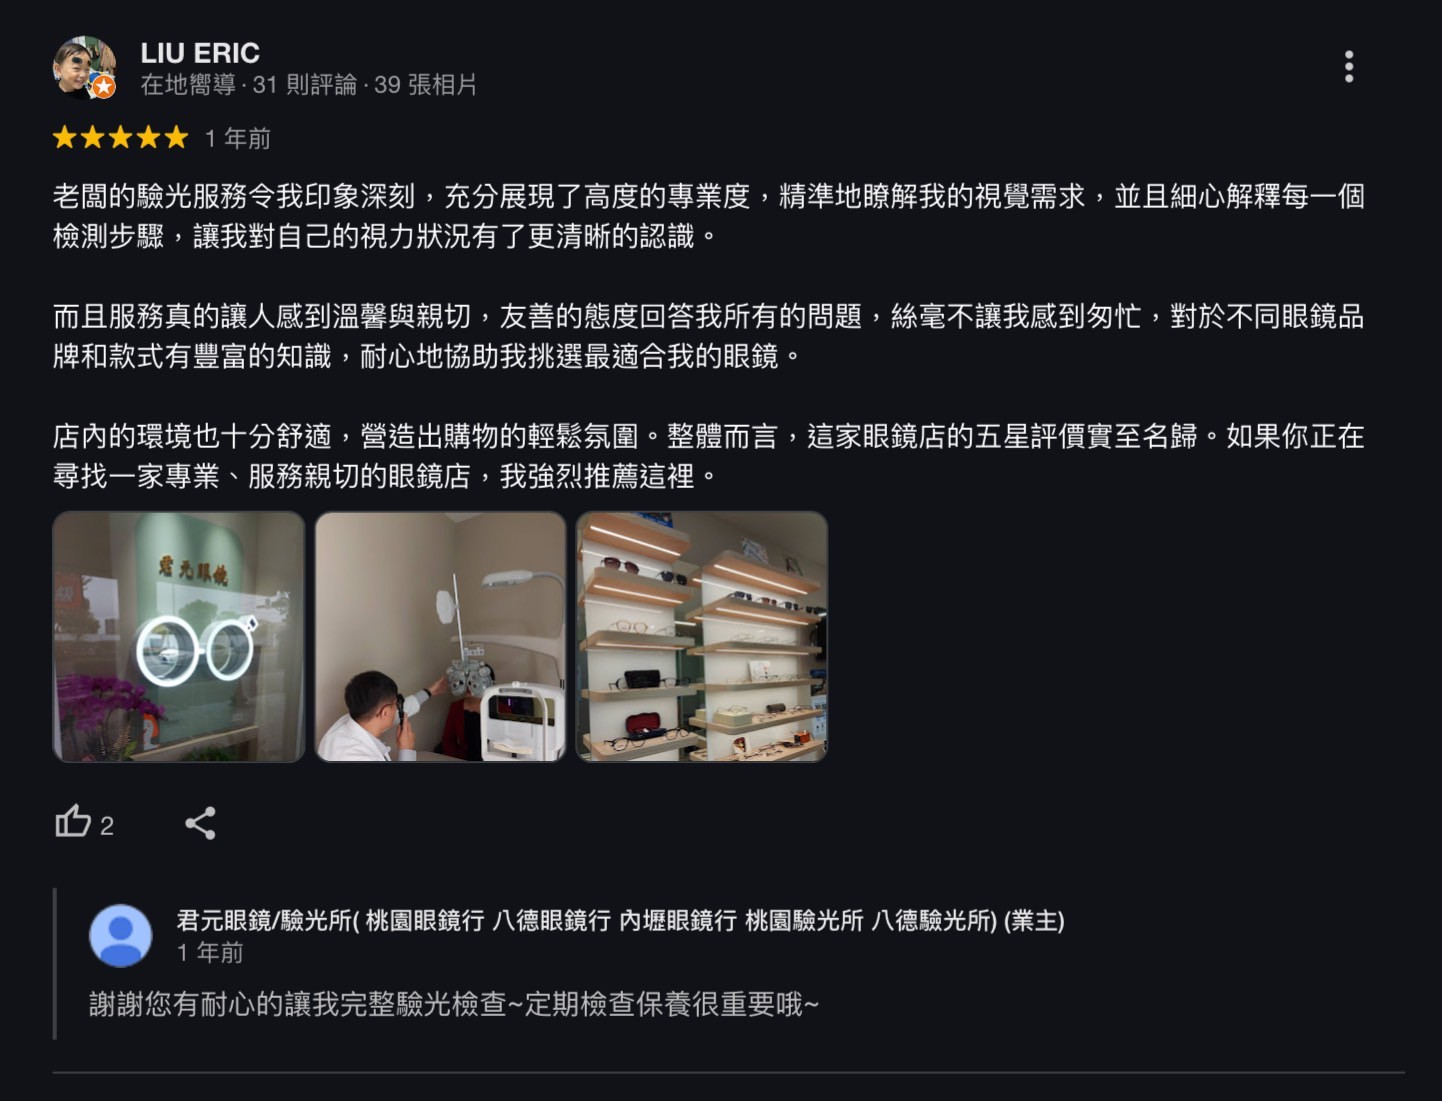 LIU ERIC
在地嚮導 · 31 則評論 · 39 張相片
1 年前
老闆的驗光服務令我印象深刻，充分展現了高度的專業度，精準地瞭解我的視覺需求，並且細心解釋每一個
檢測步驟，讓我對自己的視力狀況有了更清晰的認識。
而且服務真的讓人感到溫馨與親切，友善的態度回答我所有的問題，絲毫不讓我感到匆忙，對於不同眼鏡品
牌和款式有豐富的知識，耐心地協助我挑選最適合我的眼鏡。
店內的環境也十分舒適，營造出購物的輕鬆氛圍。整體而言，這家眼鏡店的五星評價實至名歸。如果你正在
尋找一家專業、服務親切的眼鏡店，我強烈推薦這裡。
君元眼鏡
2
君元眼鏡/驗光所( 桃園眼鏡行 八德眼鏡行 內壢眼鏡行 桃園驗光所 八德驗光所) (業主)
1 年前
謝謝您有耐心的讓我完整驗光檢查~定期檢查保養很重要哦~